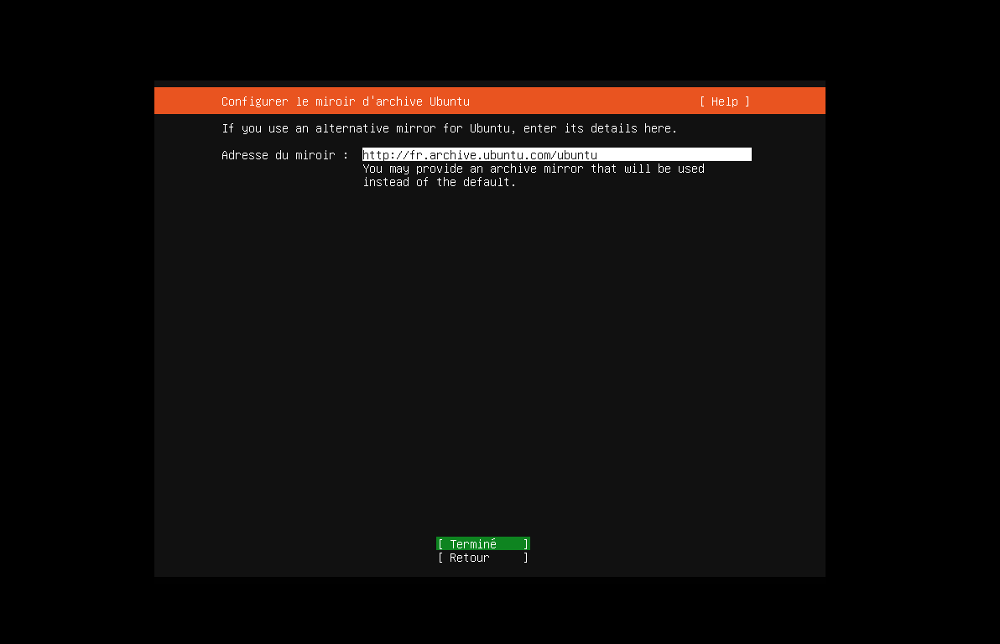 Configurer le miroir d'archive Ubuntu [ Help ]
If you use an alternative mirror for Ubuntu, enter its details here.
Adresse du miroir : http://fr.archive.ubuntu.com/ubuntu
You may provide an archive mirror that will be used
instead of the default.
[ Terminé ]
[ Retour ]